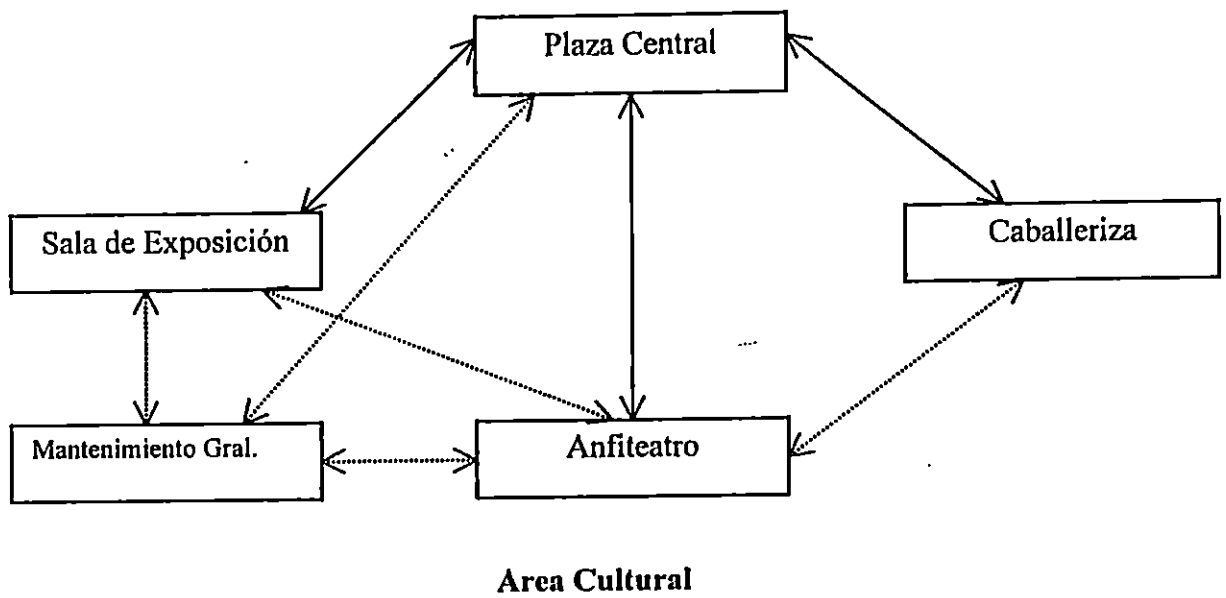 Plaza Central
Sala de Exposición
Caballeriza
Mantenimiento Gral.
Anfiteatro
Area Cultural